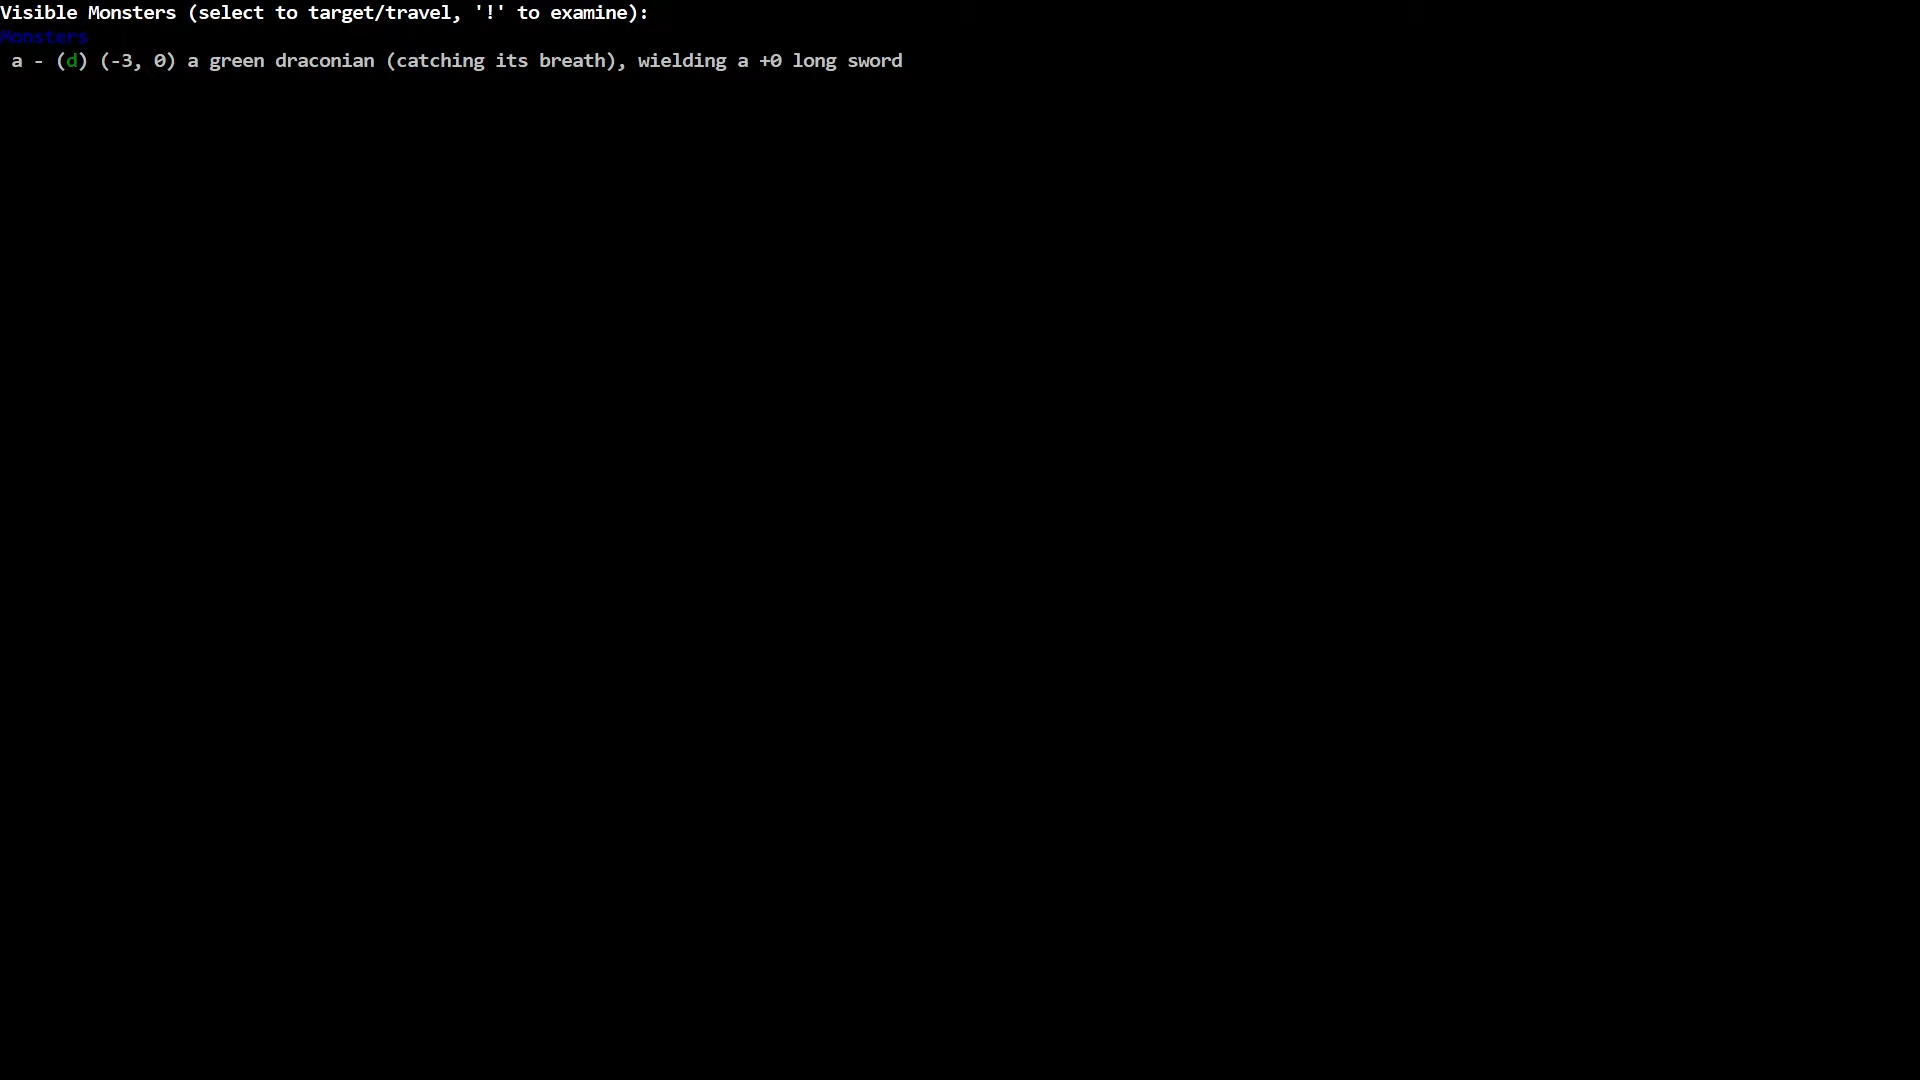 Visible Monsters (select to target/travel, '!' to examine):
Monsters
a - (d) (-3, 0) a green draconian (catching its breath), wielding a +0 long sword